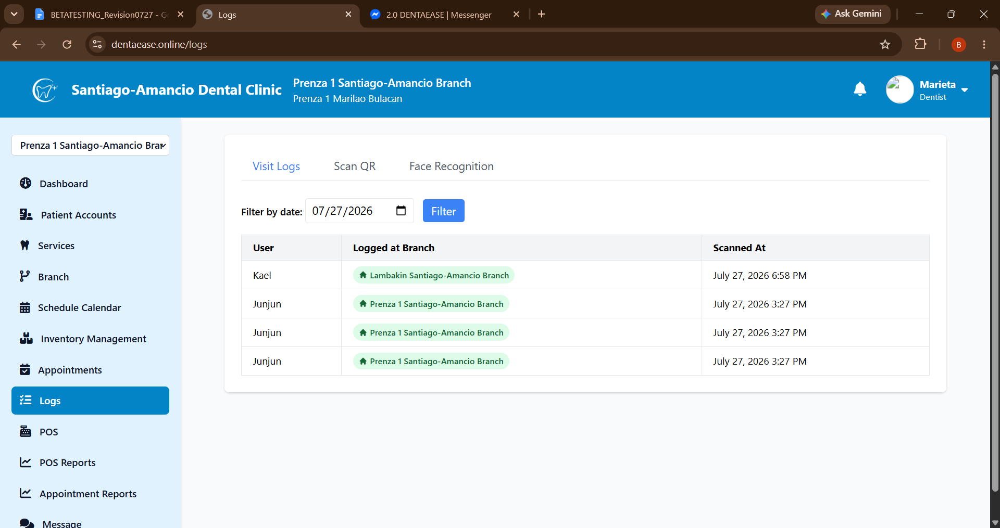 BETATESTING_Revision0727 - Go
Logs
2.0 DENTAEASE | Messenger
Ask Gemini
dentaease.online/logs
B
Santiago-Amancio Dental Clinic
Prenza 1 Santiago-Amancio Branch
Prenza 1 Marilao Bulacan
Marieta
Dentist
Prenza 1 Santiago-Amancio Bra
Dashboard
Patient Accounts
Services
Branch
Schedule Calendar
Inventory Management
Appointments
Logs
POS
POS Reports
Appointment Reports
Message
Visit Logs Scan QR Face Recognition
Filter by date: 07/27/2026 Filter
User Logged at Branch Scanned At
Kael Lambakin Santiago-Amancio Branch July 27, 2026 6:58 PM
Junjun Prenza 1 Santiago-Amancio Branch July 27, 2026 3:27 PM
Junjun Prenza 1 Santiago-Amancio Branch July 27, 2026 3:27 PM
Junjun Prenza 1 Santiago-Amancio Branch July 27, 2026 3:27 PM